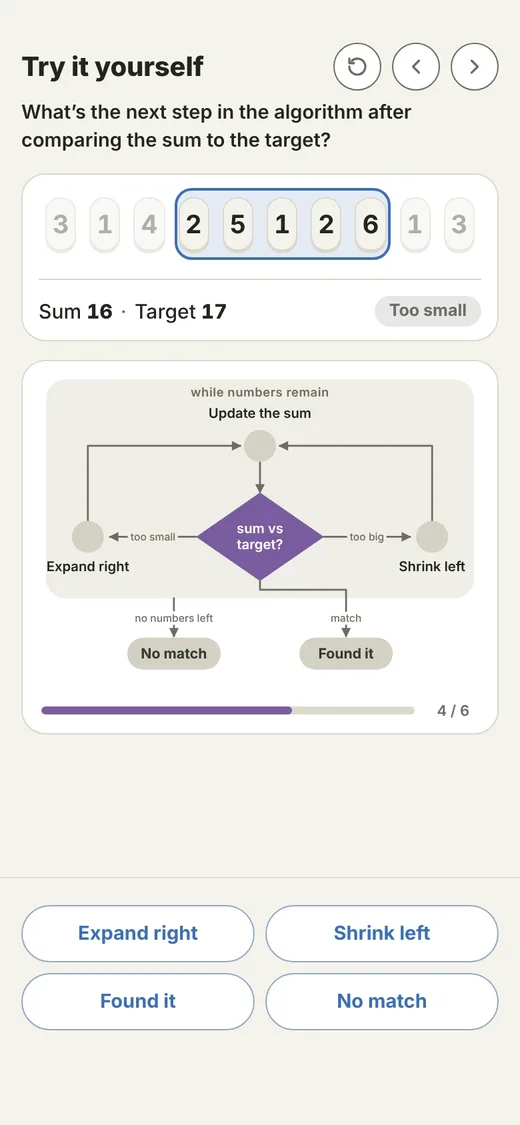 Try it yourself
What’s the next step in the algorithm after
comparing the sum to the target?
3 1 4 2 5 1 2 6 1 3
Sum 16 · Target 17
Too small
while numbers remain
Update the sum
sum vs
target?
too small
too big
Expand right
Shrink left
no numbers left
match
No match
Found it
4 / 6
Expand right
Shrink left
Found it
No match